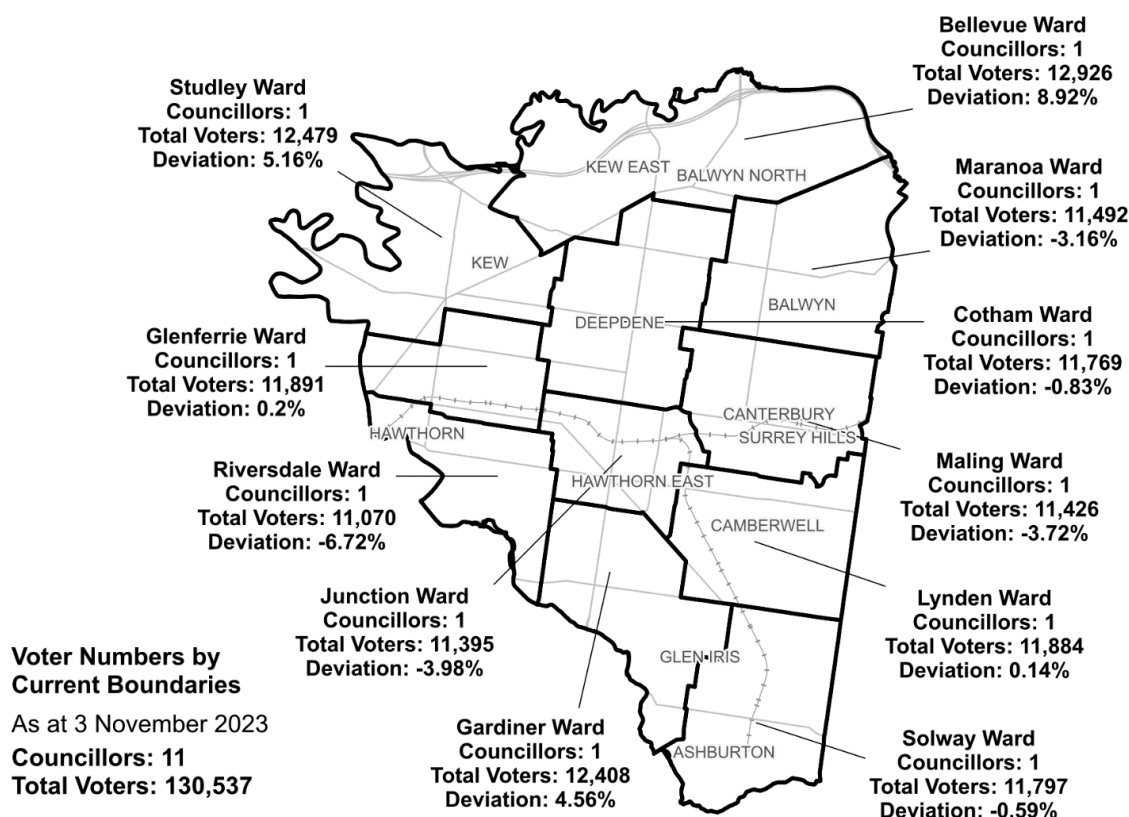 Bellevue Ward
Councillors: 1
Total Voters: 12,926
Deviation: 8.92%
Studley Ward
Councillors: 1
Total Voters: 12,479
Deviation: 5.16%
Maranoa Ward
Councillors: 1
Total Voters: 11,492
Deviation: -3.16%
KEW EAST
BALWYN NORTH
KEW
BALWYN
DEEPDENE
Cotham Ward
Councillors: 1
Total Voters: 11,769
Deviation: -0.83%
Glenferrie Ward
Councillors: 1
Total Voters: 11,891
Deviation: 0.2%
CANTERBURY
SURREY HILLS
HAWTHORN
Maling Ward
Councillors: 1
Total Voters: 11,426
Deviation: -3.72%
Riversdale Ward
Councillors: 1
Total Voters: 11,070
Deviation: -6.72%
HAWTHORN EAST
CAMBERWELL
Junction Ward
Councillors: 1
Total Voters: 11,395
Deviation: -3.98%
Lynden Ward
Councillors: 1
Total Voters: 11,884
Deviation: 0.14%
GLEN IRIS
ASHBURTON
Gardiner Ward
Councillors: 1
Total Voters: 12,408
Deviation: 4.56%
Solway Ward
Councillors: 1
Total Voters: 11,797
Deviation: -0.59%
Voter Numbers by
Current Boundaries
As at 3 November 2023
Councillors: 11
Total Voters: 130,537